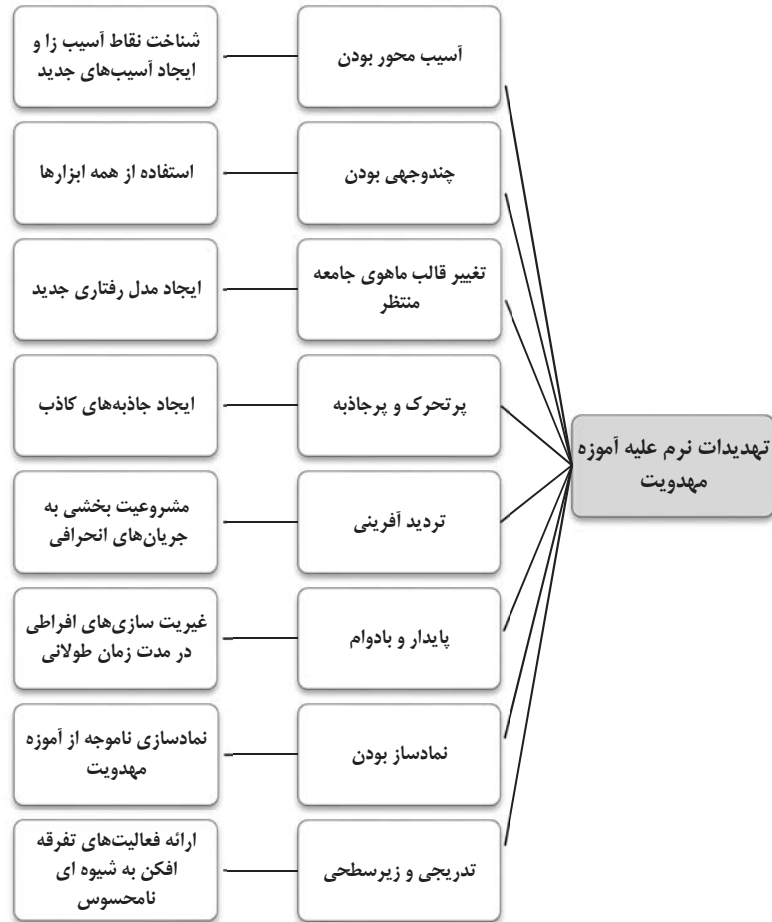 تهدیدات نرم علیه آموزه
مهدویت
آسیب محور بودن
شناخت نقاط آسیب زا و
ایجاد آسیب‌های جدید
چندوجهی بودن
استفاده از همه ابزارها
تغییر قالب ماهوی جامعه
منتظر
ایجاد مدل رفتاری جدید
پرتحرک و پرجاذبه
ایجاد جاذبه‌های کاذب
تردید آفرینی
مشروعیت بخشی به
جریان‌های انحرافی
پایدار و بادوام
غیریت سازی‌های افراطی
در مدت زمان طولانی
نمادساز بودن
نمادسازی ناموجه از آموزه
مهدویت
تدریجی و زیرسطحی
ارائه فعالیت‌های تفرقه
افکن به شیوه ای
نامحسوس